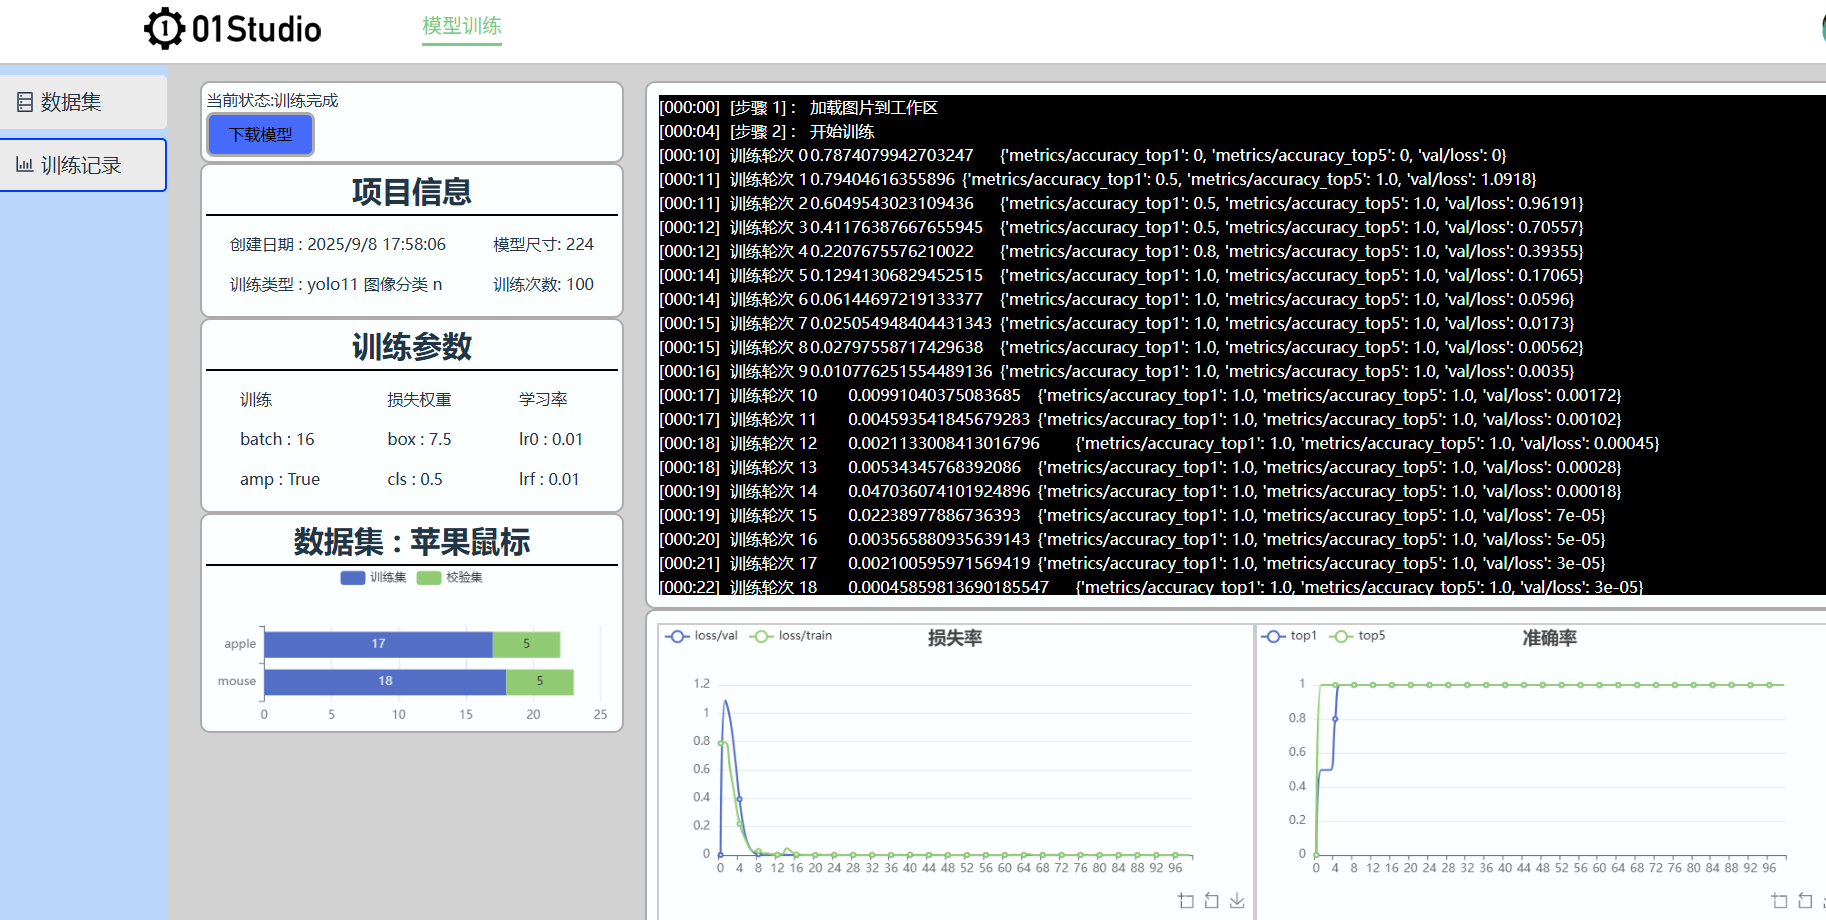 01Studio
模型训练
数据集
训练记录
当前状态:训练完成
下载模型
项目信息
创建日期 : 2025/9/8 17:58:06 模型尺寸: 224
训练类型 : yolo11 图像分类 n 训练次数: 100
训练参数
训练 损失权重 学习率
batch : 16 box : 7.5 lr0 : 0.01
amp : True cls : 0.5 lrf : 0.01
数据集 : 苹果鼠标
训练集 校验集
apple 17 5
mouse 18 5
0 5 10 15 20 25
[000:00] [步骤 1] : 加载图片到工作区
[000:04] [步骤 2] : 开始训练
[000:10] 训练轮次 0 0.7874079942703247 {'metrics/accuracy_top1': 0, 'metrics/accuracy_top5': 0, 'val/loss': 0}
[000:11] 训练轮次 1 0.79404616355896 {'metrics/accuracy_top1': 0.5, 'metrics/accuracy_top5': 1.0, 'val/loss': 1.0918}
[000:11] 训练轮次 2 0.6049543023109436 {'metrics/accuracy_top1': 0.5, 'metrics/accuracy_top5': 1.0, 'val/loss': 0.96191}
[000:12] 训练轮次 3 0.41176387667655945 {'metrics/accuracy_top1': 0.5, 'metrics/accuracy_top5': 1.0, 'val/loss': 0.70557}
[000:12] 训练轮次 4 0.2207675576210022 {'metrics/accuracy_top1': 0.8, 'metrics/accuracy_top5': 1.0, 'val/loss': 0.39355}
[000:14] 训练轮次 5 0.12941306829452515 {'metrics/accuracy_top1': 1.0, 'metrics/accuracy_top5': 1.0, 'val/loss': 0.17065}
[000:14] 训练轮次 6 0.06144697219133377 {'metrics/accuracy_top1': 1.0, 'metrics/accuracy_top5': 1.0, 'val/loss': 0.0596}
[000:15] 训练轮次 7 0.025054948404431343 {'metrics/accuracy_top1': 1.0, 'metrics/accuracy_top5': 1.0, 'val/loss': 0.0173}
[000:15] 训练轮次 8 0.02797558717429638 {'metrics/accuracy_top1': 1.0, 'metrics/accuracy_top5': 1.0, 'val/loss': 0.00562}
[000:16] 训练轮次 9 0.010776251554489136 {'metrics/accuracy_top1': 1.0, 'metrics/accuracy_top5': 1.0, 'val/loss': 0.0035}
[000:17] 训练轮次 10 0.00991040375083685 {'metrics/accuracy_top1': 1.0, 'metrics/accuracy_top5': 1.0, 'val/loss': 0.00172}
[000:17] 训练轮次 11 0.004593541845679283 {'metrics/accuracy_top1': 1.0, 'metrics/accuracy_top5': 1.0, 'val/loss': 0.00102}
[000:18] 训练轮次 12 0.0021133008413016796 {'metrics/accuracy_top1': 1.0, 'metrics/accuracy_top5': 1.0, 'val/loss': 0.00045}
[000:18] 训练轮次 13 0.00534345768392086 {'metrics/accuracy_top1': 1.0, 'metrics/accuracy_top5': 1.0, 'val/loss': 0.00028}
[000:19] 训练轮次 14 0.047036074101924896 {'metrics/accuracy_top1': 1.0, 'metrics/accuracy_top5': 1.0, 'val/loss': 0.00018}
[000:19] 训练轮次 15 0.02238977886736393 {'metrics/accuracy_top1': 1.0, 'metrics/accuracy_top5': 1.0, 'val/loss': 7e-05}
[000:20] 训练轮次 16 0.003565880935639143 {'metrics/accuracy_top1': 1.0, 'metrics/accuracy_top5': 1.0, 'val/loss': 5e-05}
[000:21] 训练轮次 17 0.002100595971569419 {'metrics/accuracy_top1': 1.0, 'metrics/accuracy_top5': 1.0, 'val/loss': 3e-05}
[000:22] 训练轮次 18 0.00045859813690185547 {'metrics/accuracy_top1': 1.0, 'metrics/accuracy_top5': 1.0, 'val/loss': 3e-05}
loss/val loss/train 损失率
1.2
1
0.8
0.6
0.4
0.2
0
0 4 8 12 16 20 24 28 32 36 40 44 48 52 56 60 64 68 72 76 80 84 88 92 96
top1 top5 准确率
1
0.8
0.6
0.4
0.2
0
0 4 8 12 16 20 24 28 32 36 40 44 48 52 56 60 64 68 72 76 80 84 88 92 96